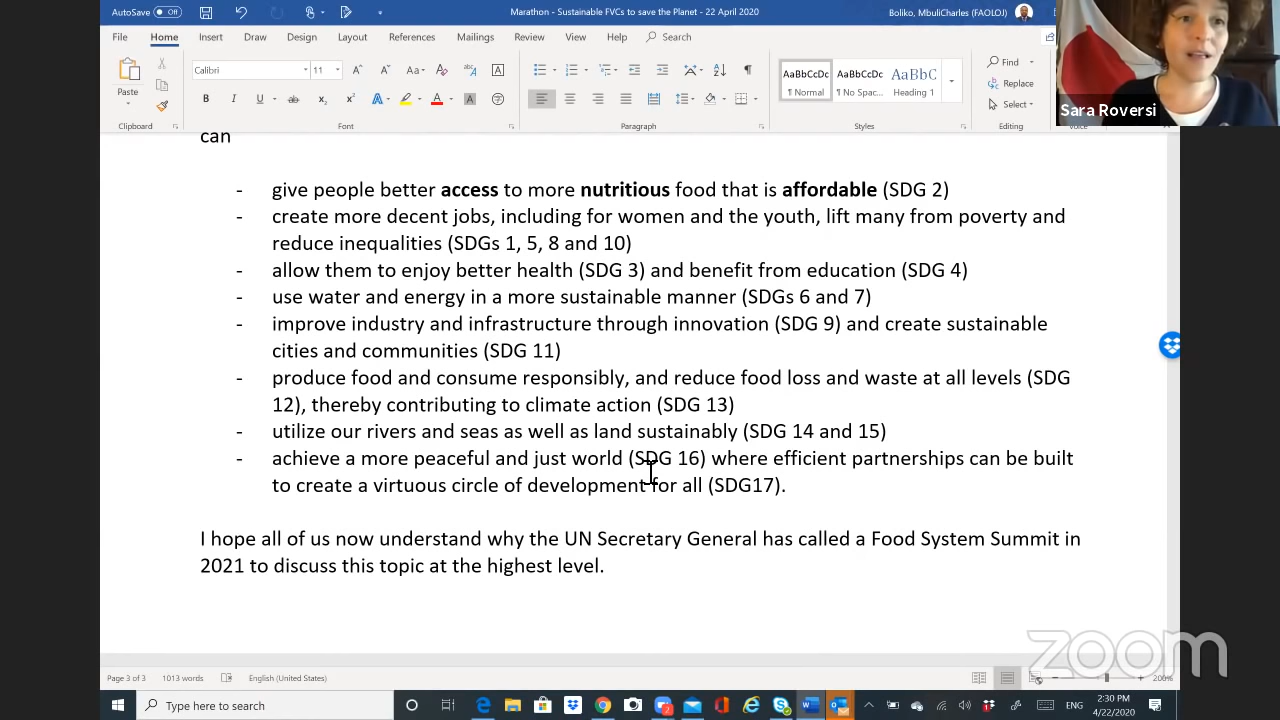 AutoSave Off
Marathon - Sustainable FVCs to save the Planet - 22 April 2020
Boliko, MbuliCharles (FAOLOJ)
File Home Insert Draw Design Layout References Mailings Review View Help Search
Paste
Calibri 11
AaBbCcDc AaBbCcDc AaBbC
¶ Normal ¶ No Spac... Heading 1
Find
Replace
Select
Clipboard Font Paragraph Styles Editing
Sara Roversi
can
- give people better access to more nutritious food that is affordable (SDG 2)
- create more decent jobs, including for women and the youth, lift many from poverty and
reduce inequalities (SDGs 1, 5, 8 and 10)
- allow them to enjoy better health (SDG 3) and benefit from education (SDG 4)
- use water and energy in a more sustainable manner (SDGs 6 and 7)
- improve industry and infrastructure through innovation (SDG 9) and create sustainable
cities and communities (SDG 11)
- produce food and consume responsibly, and reduce food loss and waste at all levels (SDG
12), thereby contributing to climate action (SDG 13)
- utilize our rivers and seas as well as land sustainably (SDG 14 and 15)
- achieve a more peaceful and just world (SDG 16) where efficient partnerships can be built
to create a virtuous circle of development for all (SDG17).
I hope all of us now understand why the UN Secretary General has called a Food System Summit in
2021 to discuss this topic at the highest level.
zoom
Page 3 of 3 1013 words English (United States) 200%
Type here to search
ENG
2:30 PM
4/22/2020